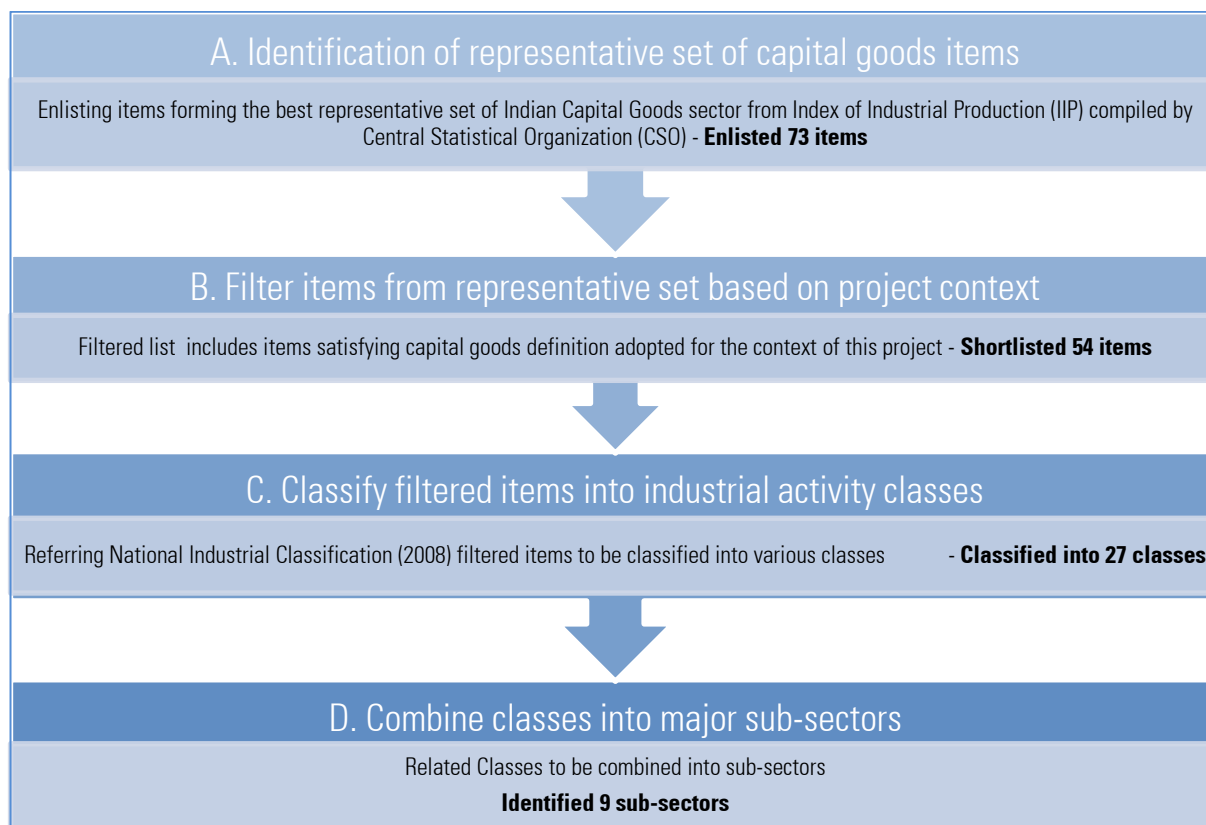 A. Identification of representative set of capital goods items
Enlisting items forming the best representative set of Indian Capital Goods sector from Index of Industrial Production (IIP) compiled by
Central Statistical Organization (CSO) - Enlisted 73 items
B. Filter items from representative set based on project context
Filtered list includes items satisfying capital goods definition adopted for the context of this project - Shortlisted 54 items
C. Classify filtered items into industrial activity classes
Referring National Industrial Classification (2008) filtered items to be classified into various classes - Classified into 27 classes
D. Combine classes into major sub-sectors
Related Classes to be combined into sub-sectors
Identified 9 sub-sectors